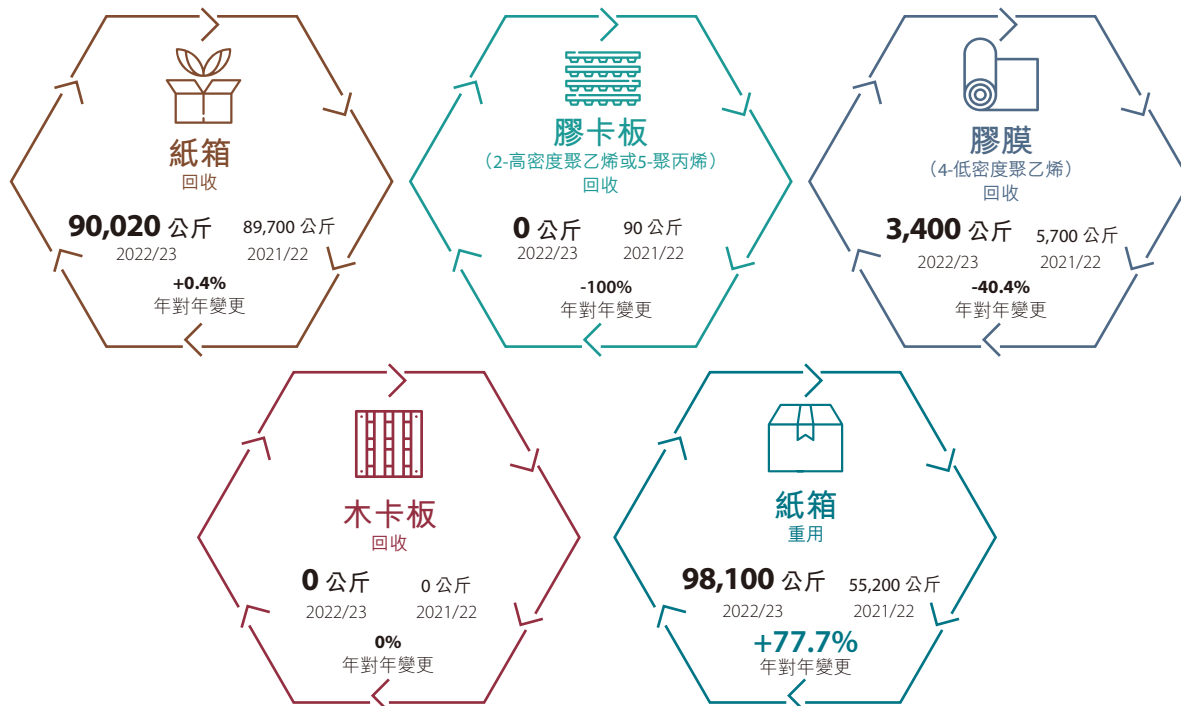 紙箱
回收
90,020 公斤
2022/23
89,700 公斤
2021/22
+0.4%
年對年變更
膠卡板
（2-高密度聚乙烯或5-聚丙烯）
回收
0 公斤
2022/23
90 公斤
2021/22
-100%
年對年變更
膠膜
（4-低密度聚乙烯）
回收
3,400 公斤
2022/23
5,700 公斤
2021/22
-40.4%
年對年變更
木卡板
回收
0 公斤
2022/23
0 公斤
2021/22
0%
年對年變更
紙箱
重用
98,100 公斤
2022/23
55,200 公斤
2021/22
+77.7%
年對年變更